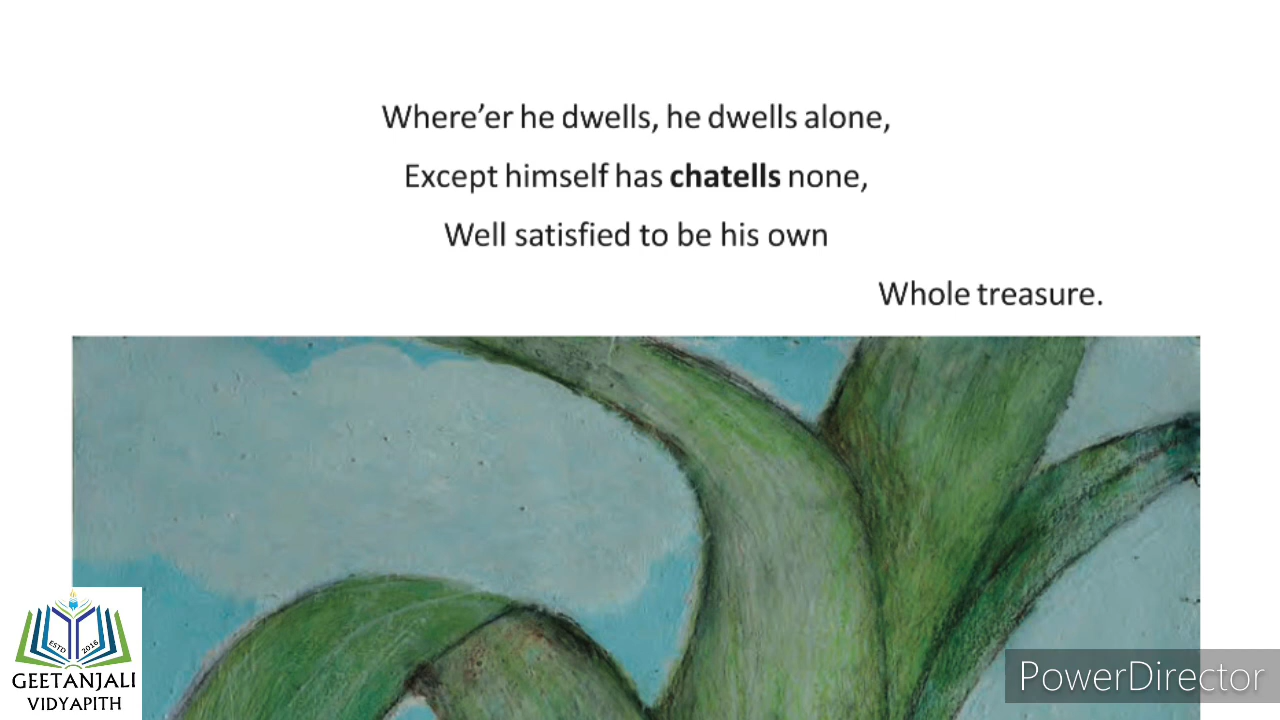 Where’er he dwells, he dwells alone,
Except himself has chatells none,
Well satisfied to be his own
Whole treasure.
ESTD 2016
GEETANJALI
VIDYAPITH
PowerDirector